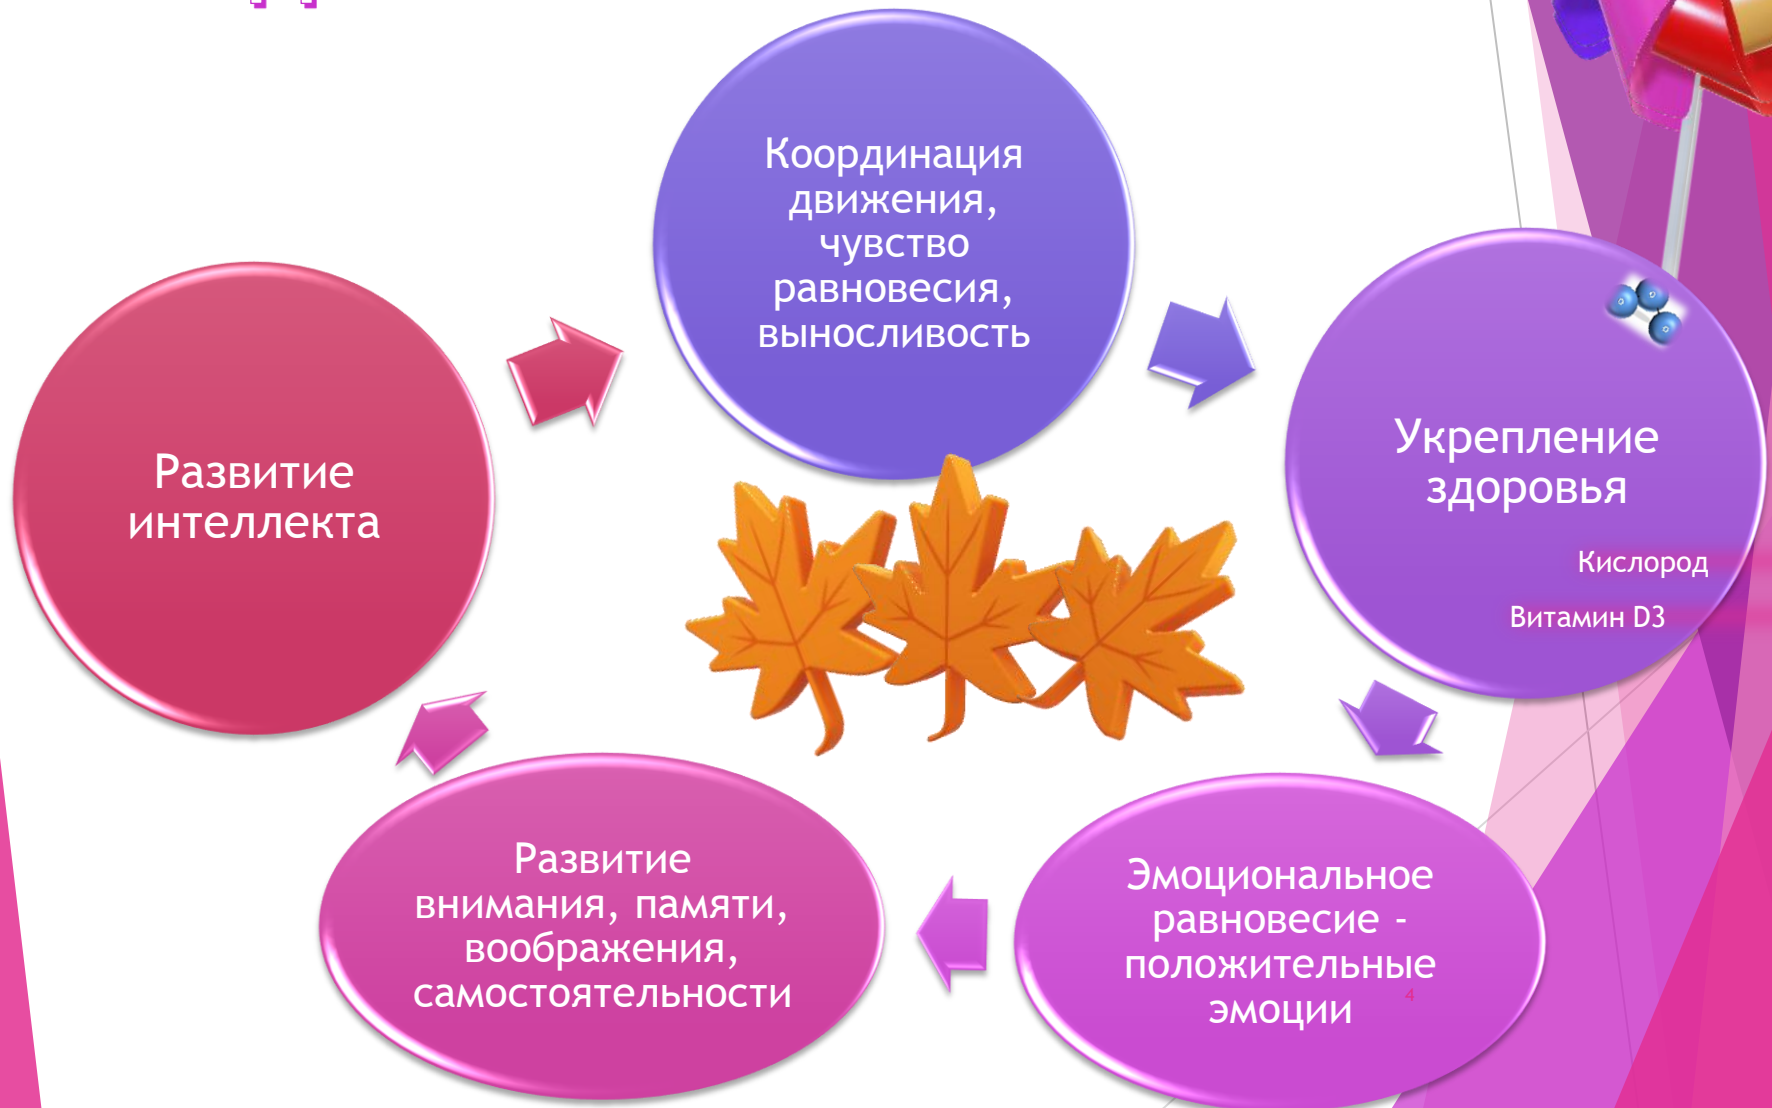 Координация
движения,
чувство
равновесия,
выносливость
Укрепление
здоровья
Кислород
Витамин D3
Эмоциональное
равновесие -
положительные
эмоции
4
Развитие
внимания, памяти,
воображения,
самостоятельности
Развитие
интеллекта